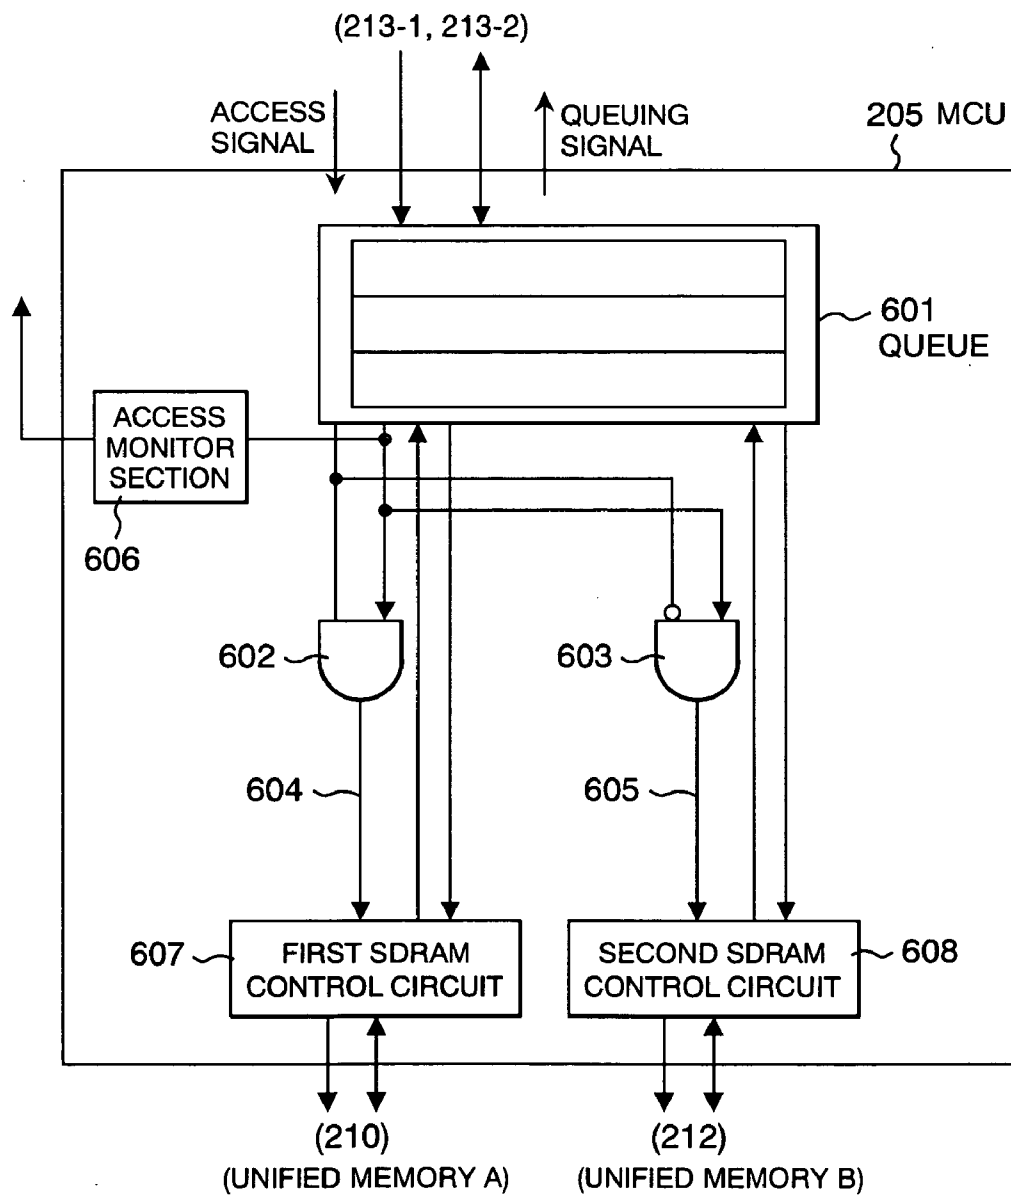 (213-1, 213-2)
ACCESS
SIGNAL
QUEUING
SIGNAL
205 MCU
601
QUEUE
ACCESS
MONITOR
SECTION
606
602
603
604
605
607
FIRST SDRAM
CONTROL CIRCUIT
SECOND SDRAM
CONTROL CIRCUIT
608
(210)
(UNIFIED MEMORY A)
(212)
(UNIFIED MEMORY B)